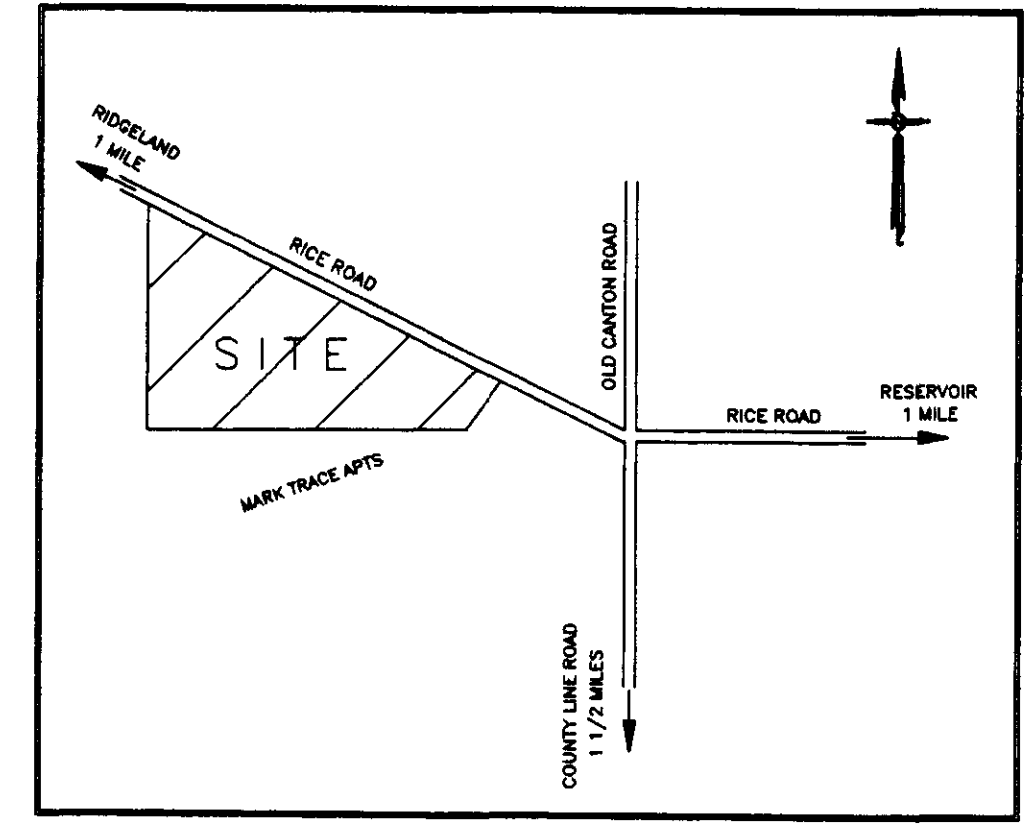 RIDGELAND
1 MILE
RICE ROAD
OLD CANTON ROAD
SITE
RICE ROAD
RESERVOIR
1 MILE
MARK TRACE APTS
COUNTY LINE ROAD
1 1/2 MILES